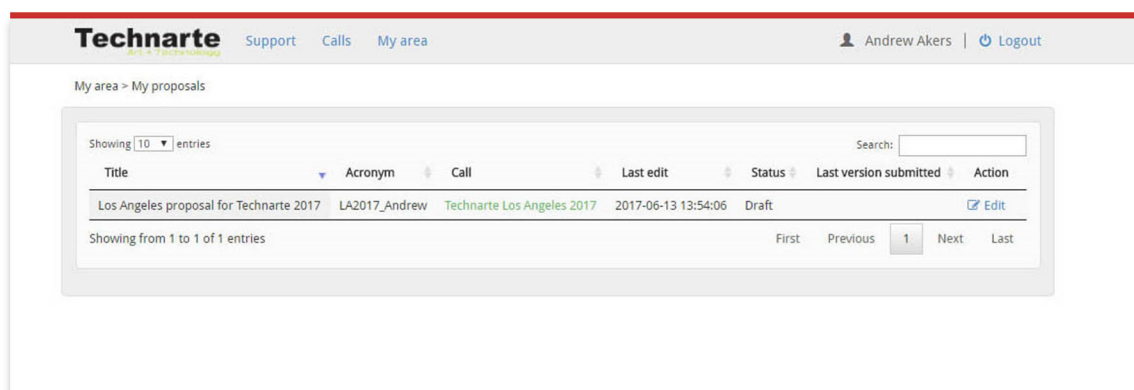 Technarte Support Calls My area Andrew Akers | Logout
Art + Technology
My area > My proposals
Showing 10 entries Search:
Title Acronym Call Last edit Status Last version submitted Action
Los Angeles proposal for Technarte 2017 LA2017_Andrew Technarte Los Angeles 2017 2017-06-13 13:54:06 Draft Edit
Showing from 1 to 1 of 1 entries First Previous 1 Next Last